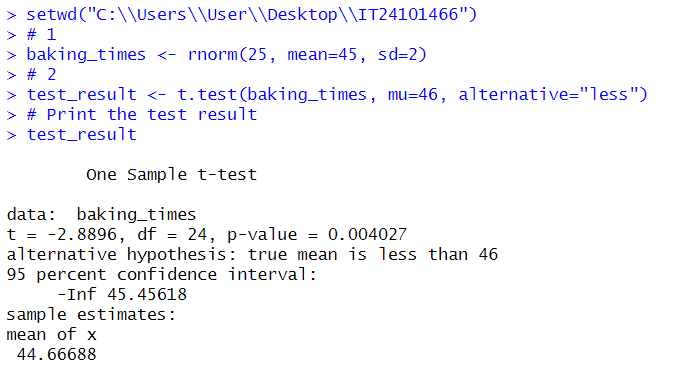 > setwd("C:\\Users\\User\\Desktop\\IT24101466")
> # 1
> baking_times <- rnorm(25, mean=45, sd=2)
> # 2
> test_result <- t.test(baking_times, mu=46, alternative="less")
> # Print the test result
> test_result
One Sample t-test
data:  baking_times
t = -2.8896, df = 24, p-value = 0.004027
alternative hypothesis: true mean is less than 46
95 percent confidence interval:
-Inf 45.45618
sample estimates:
mean of x
44.66688